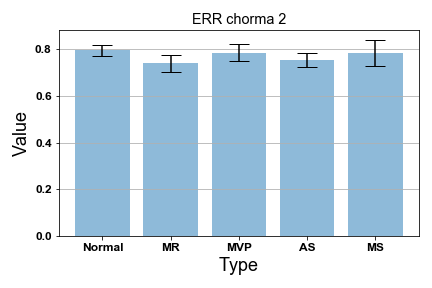 ERR chorma 2
Value
0.8
0.6
0.4
0.2
0.0
Normal MR MVP AS MS
Type